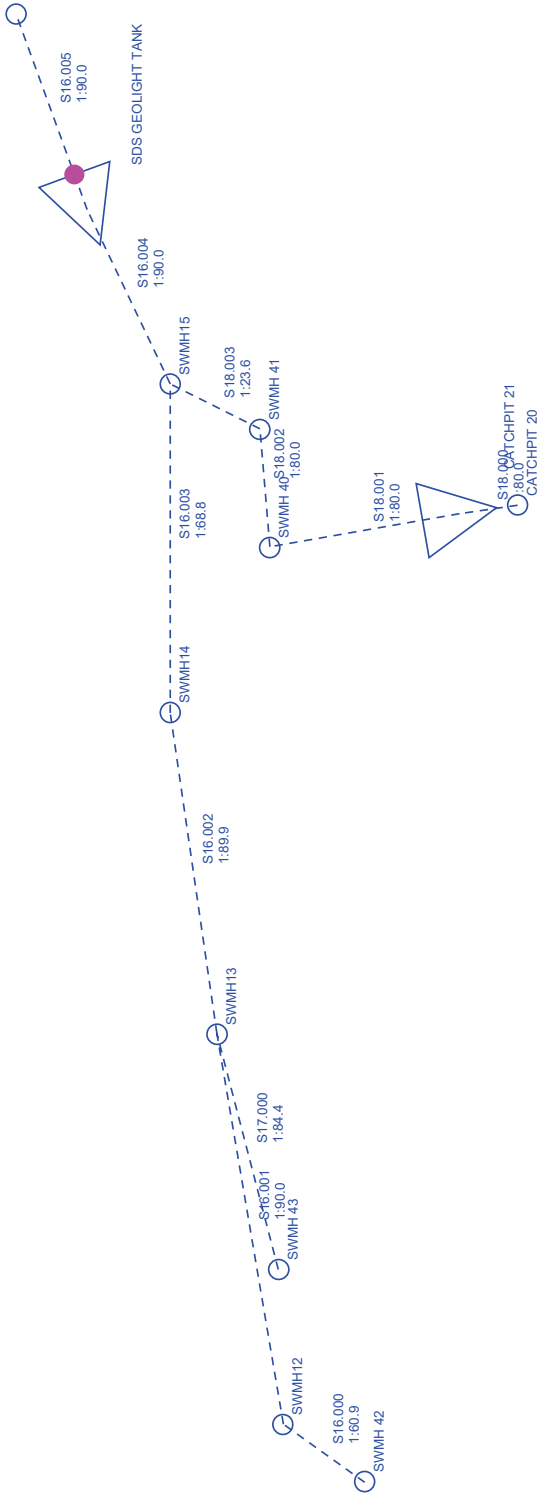 S16.005
1:90.0
SDS GEOLIGHT TANK
S16.004
1:90.0
SWMH15
S18.003
1:23.6
SWMH 41
S18.002
1:80.0
SWMH 40
S16.003
1:68.8
S18.001
1:80.0
CATCHPIT 21
S18.000
:80.0
CATCHPIT 20
SWMH14
S16.002
1:89.9
SWMH13
S17.000
1:84.4
S16.001
1:90.0
SWMH 43
SWMH12
S16.000
1:60.9
SWMH 42